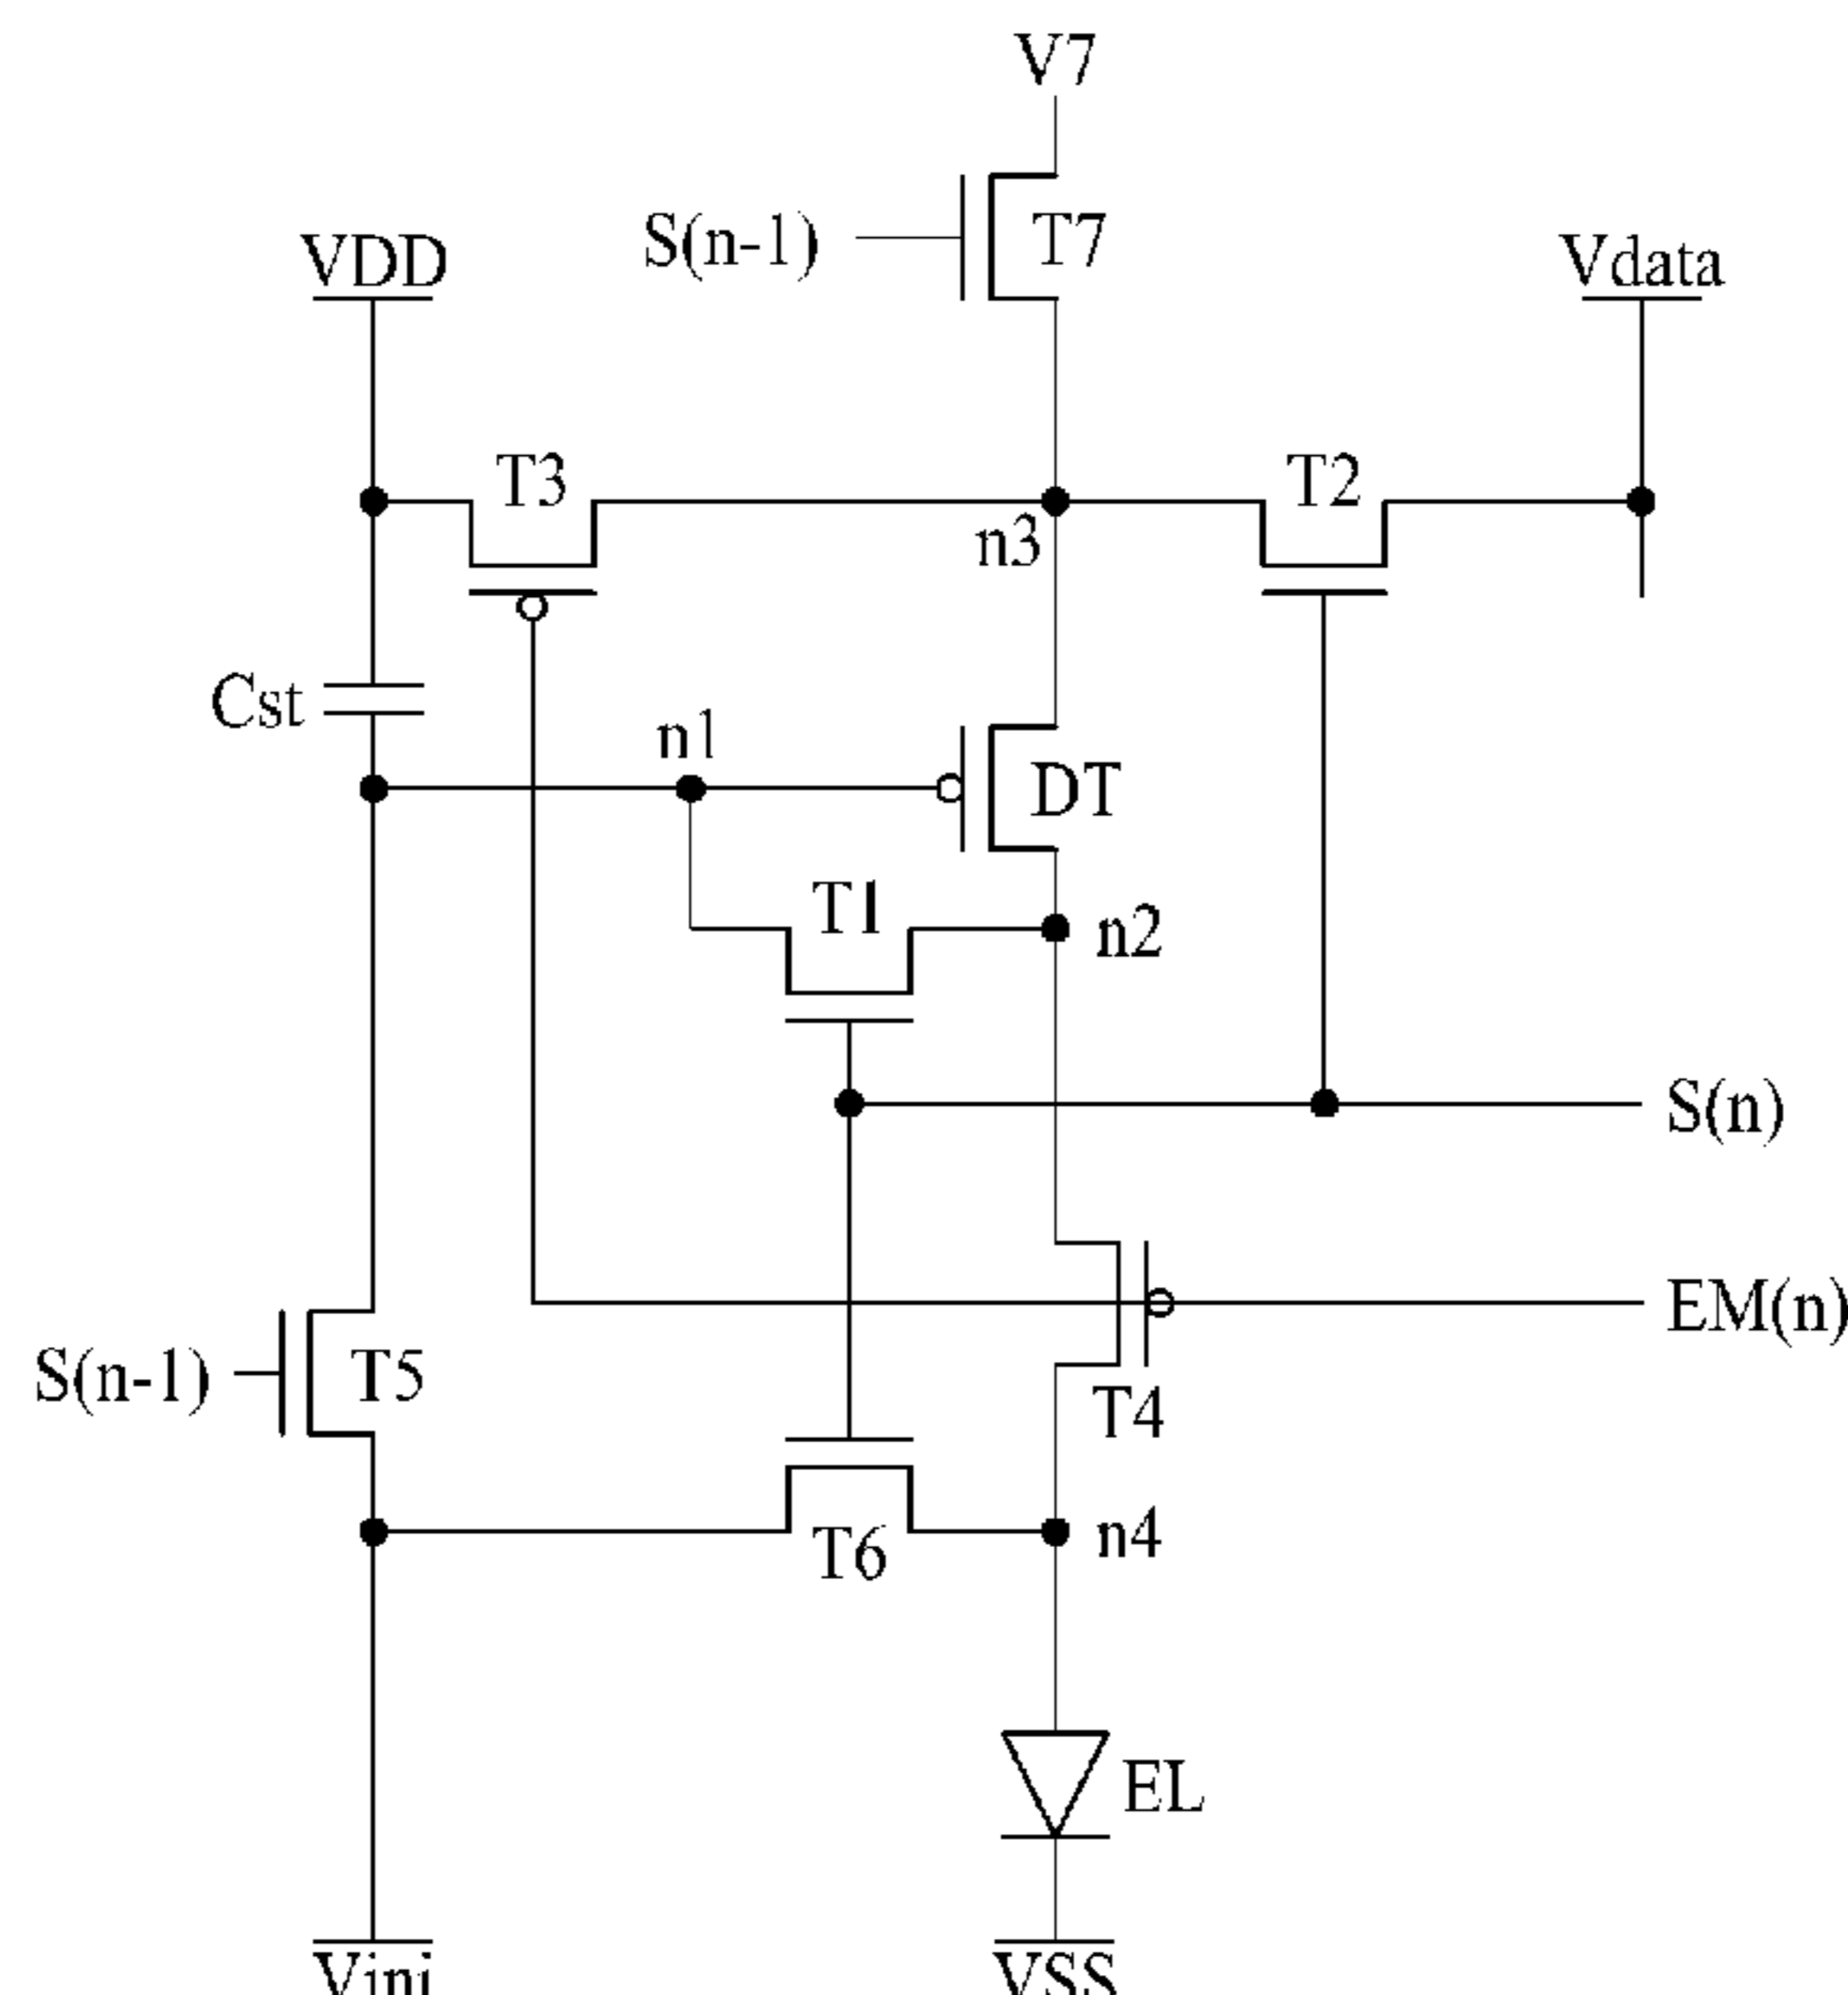 V7
S(n-1)
T7
VDD
Vdata
T3
T2
n3
Cst
n1
DT
T1
n2
S(n)
EM(n)
S(n-1)
T5
T4
T6
n4
EL
Vini
VSS